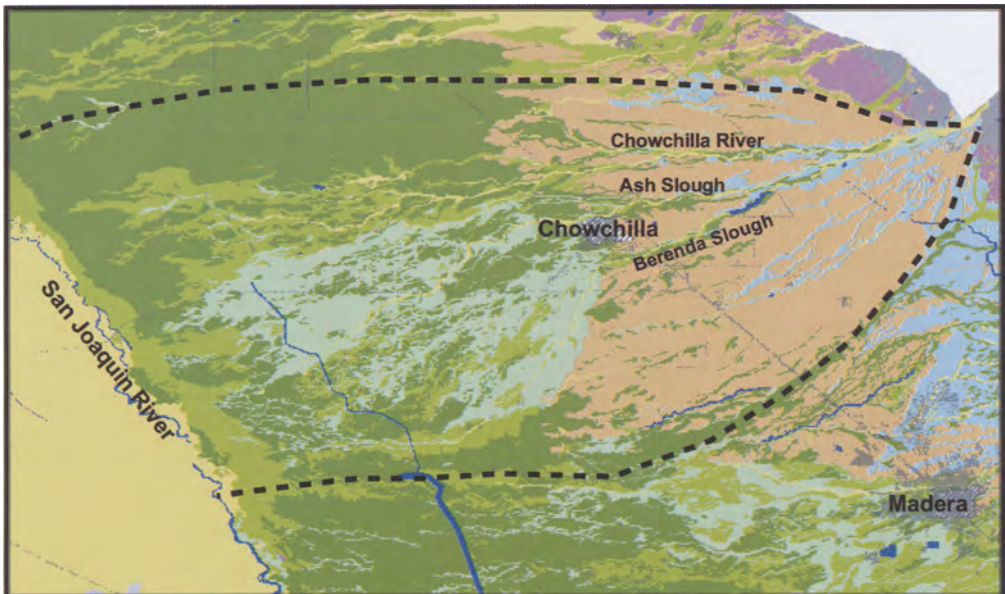 Chowchilla River
Ash Slough
Chowchilla
Berenda Slough
San Joaquin River
Madera